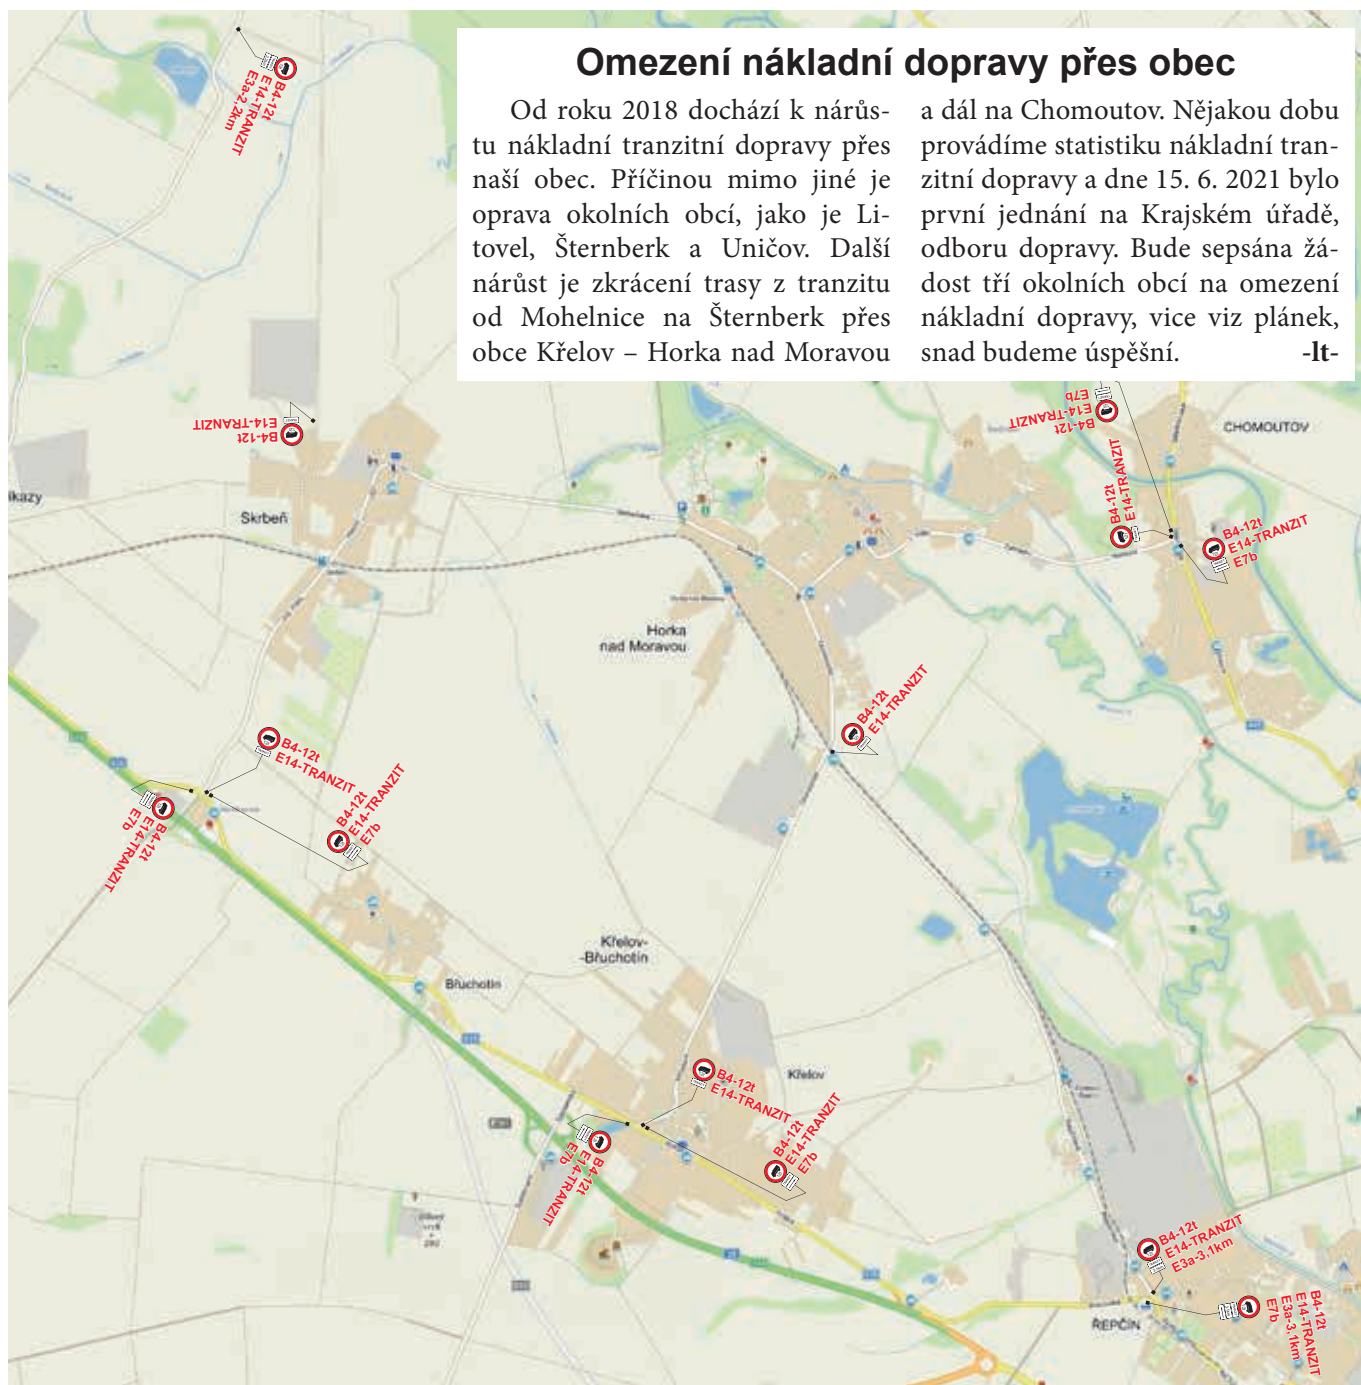 Omezení nákladní dopravy přes obec
Od roku 2018 dochází k nárůs-
tu nákladní tranzitní dopravy přes
naší obec. Příčinou mimo jiné je
oprava okolních obcí, jako je Li-
tovel, Šternberk a Uničov. Další
nárůst je zkrácení trasy z tranzitu
od Mohelnice na Šternberk přes
obce Křelov – Horka nad Moravou
a dál na Chomoutov. Nějakou dobu
provádíme statistiku nákladní tran-
zitní dopravy a dne 15. 6. 2021 bylo
první jednání na Krajském úřadě,
odboru dopravy. Bude sepsána žá-
dost tří okolních obcí na omezení
nákladní dopravy, vice viz plánek,
snad budeme úspěšní. -lt-
B4-12t
E14-TRANZIT
E3a-2,2km
B4-12t
E14-TRANZIT
B4-12t
E14-TRANZIT
E7b
CHOMOUTOV
B4-12t
E14-TRANZIT
B4-12t
E14-TRANZIT
E7b
ikazy
Skrbeň
Horka
nad Moravou
B4-12t
E14-TRANZIT
B4-12t
E14-TRANZIT
B4-12t
E14-TRANZIT
E7b
B4-12t
E14-TRANZIT
E7b
Křelov-
-Břuchotín
Břuchotín
Křelov
B4-12t
E14-TRANZIT
B4-12t
E14-TRANZIT
E7b
B4-12t
E14-TRANZIT
E7b
B4-12t
E14-TRANZIT
E3a-3,1km
ŘEPČÍN
B4-12t
E14-TRANZIT
E3a-3,1km
E7b